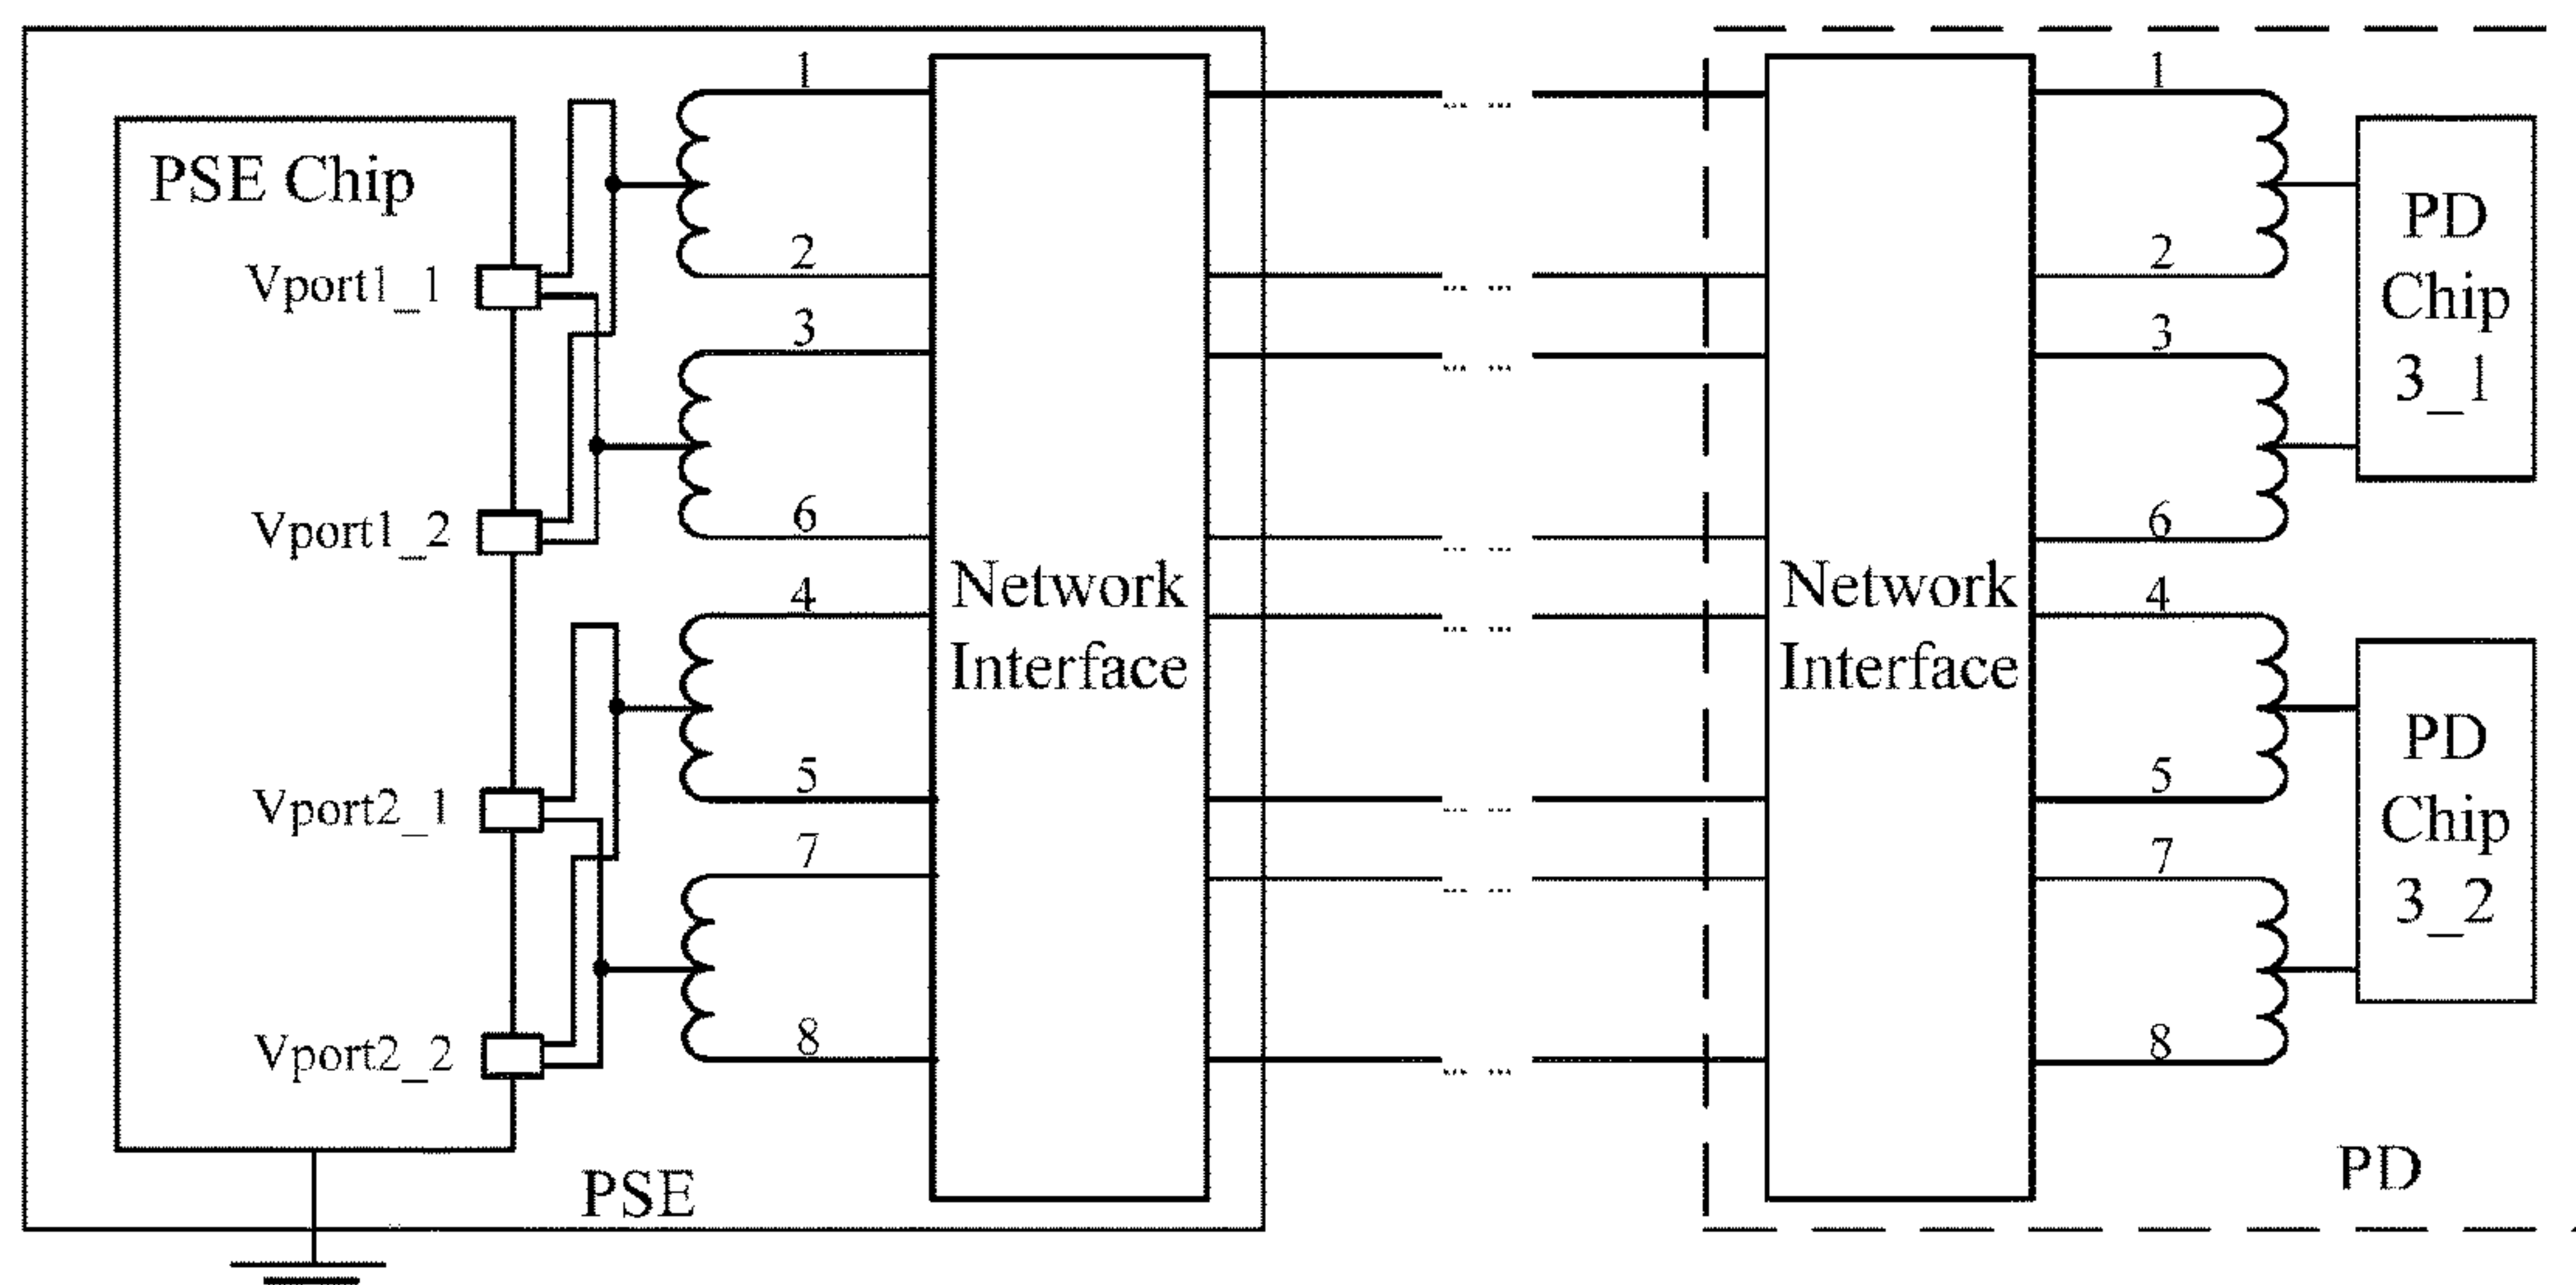 PSE Chip
Vport1_1
Vport1_2
Vport2_1
Vport2_2
1
2
3
6
4
5
7
8
Network
Interface
PSE
... ...
... ...
... ...
... ...
... ...
... ...
... ...
... ...
Network
Interface
1
2
3
6
4
5
7
8
PD
Chip
3_1
PD
Chip
3_2
PD